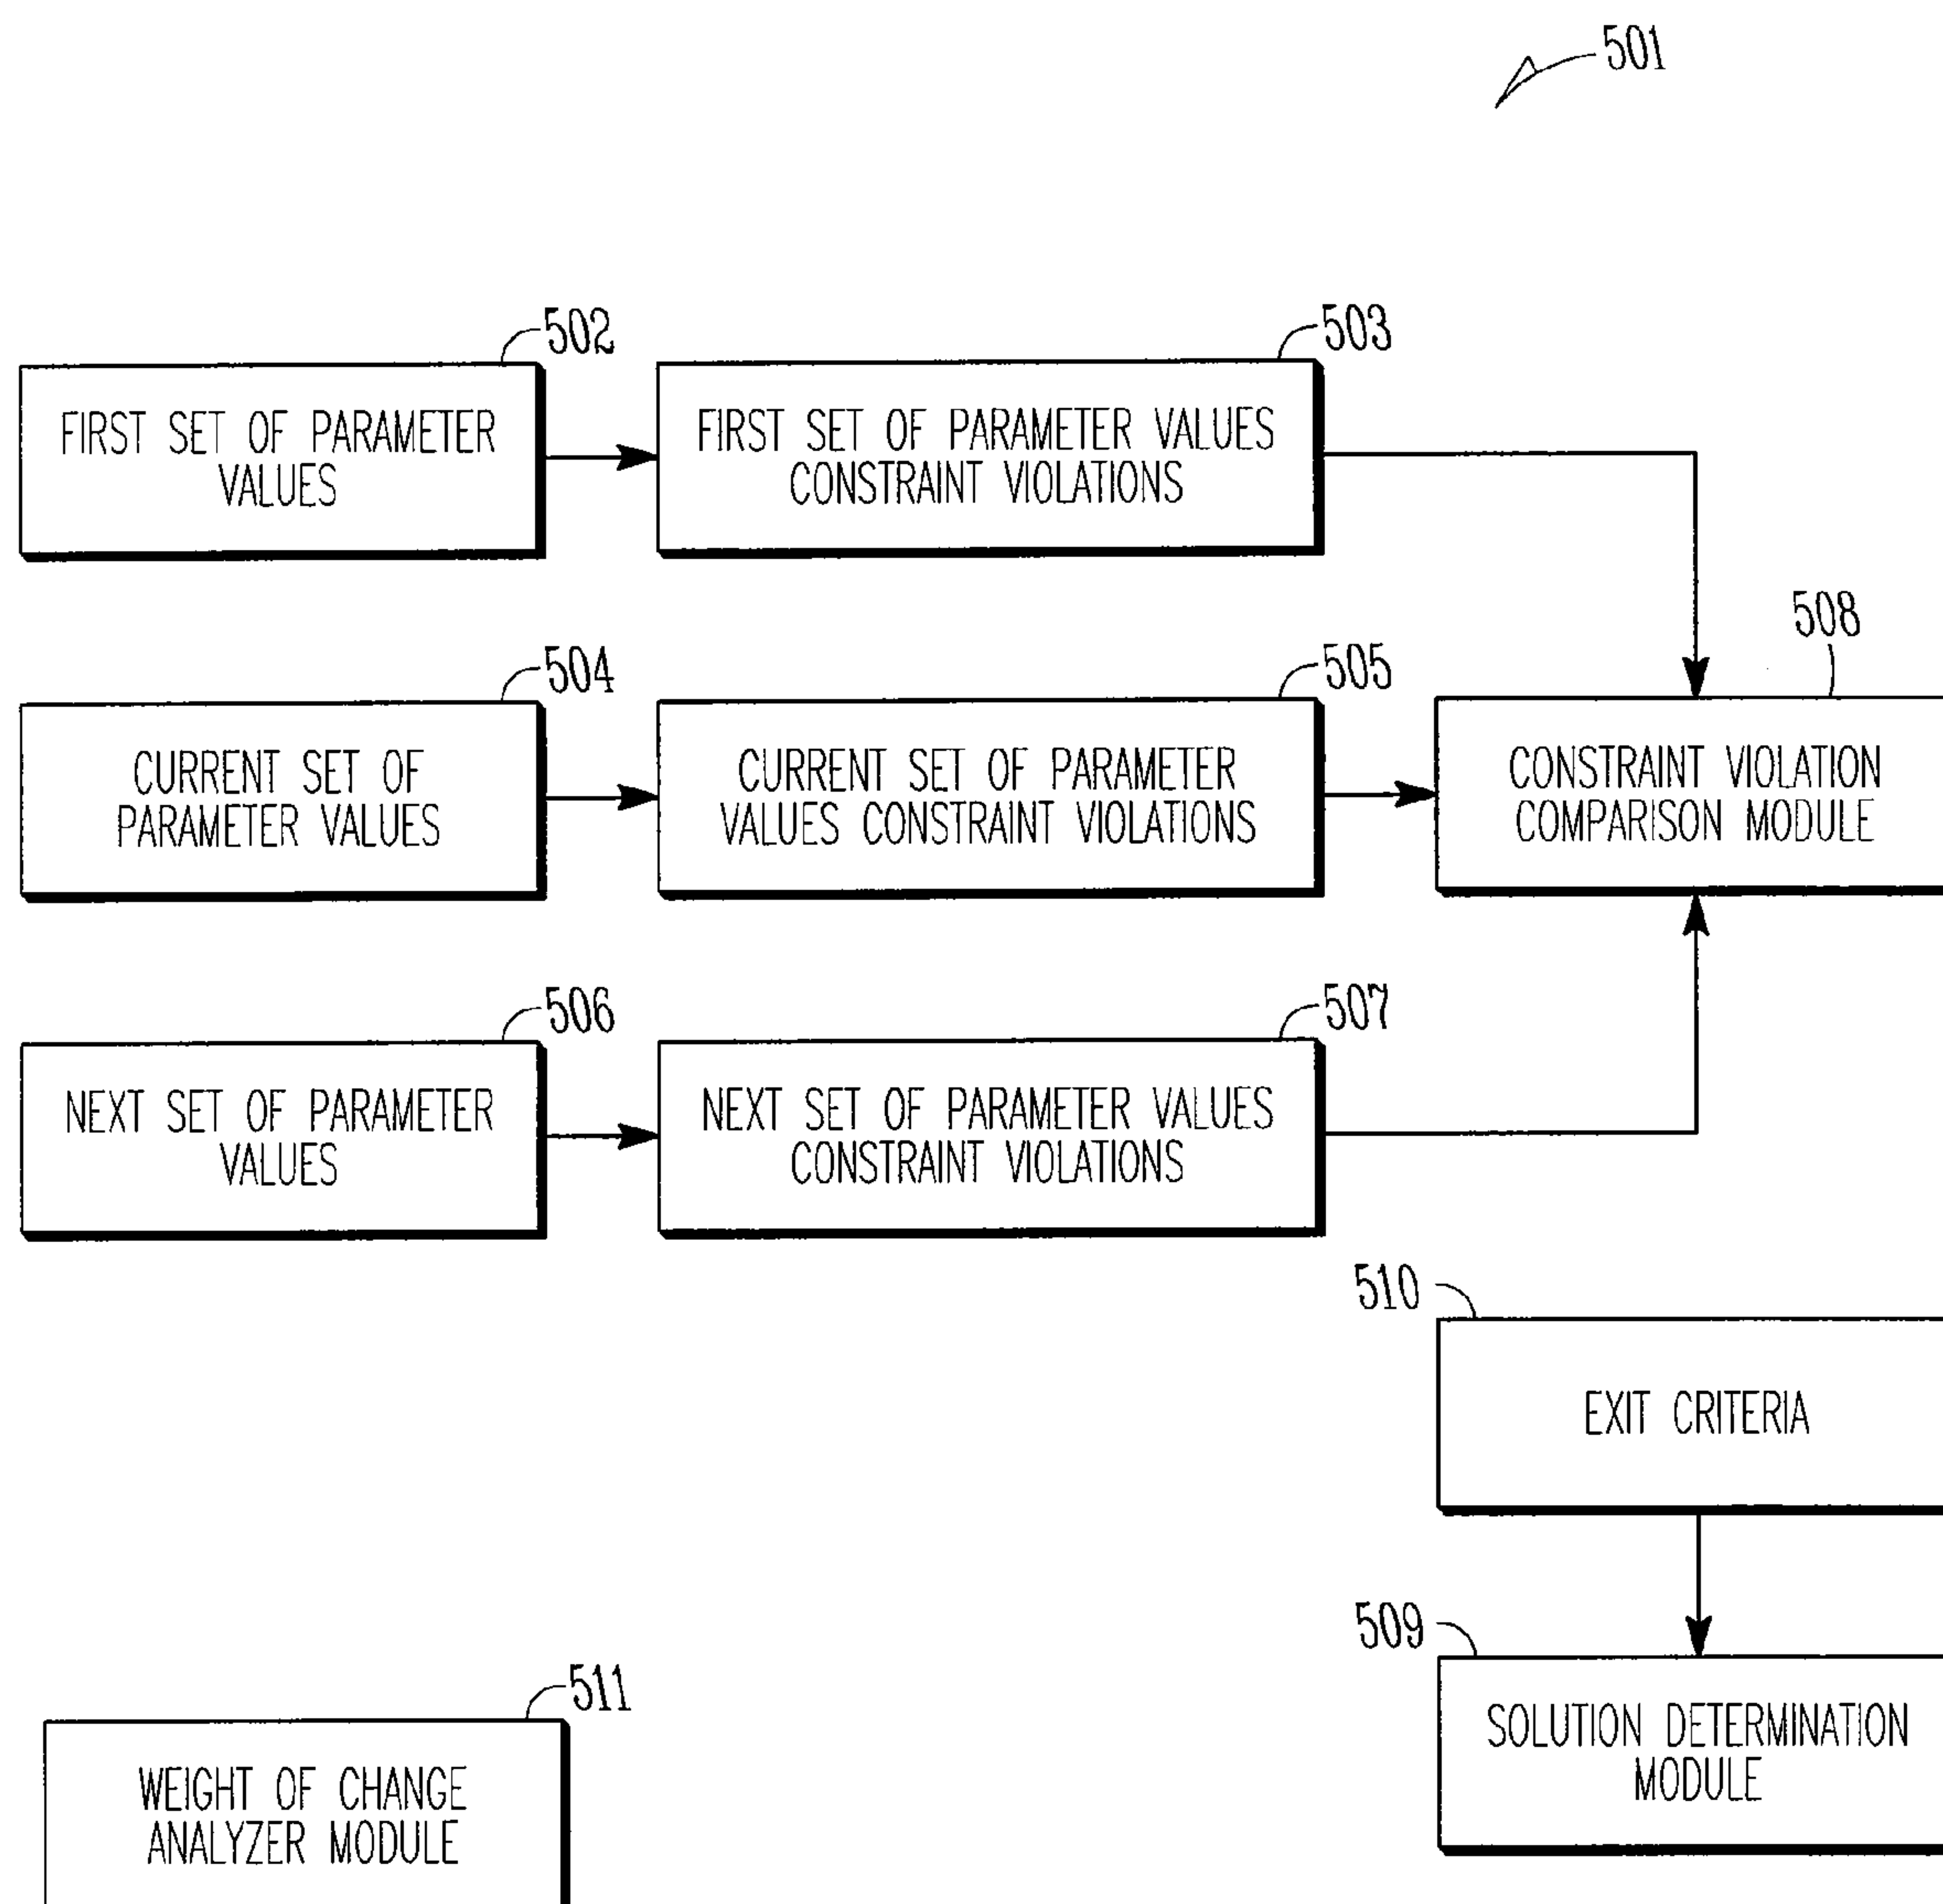 501
502
FIRST SET OF PARAMETER
VALUES
503
FIRST SET OF PARAMETER VALUES
CONSTRAINT VIOLATIONS
504
CURRENT SET OF
PARAMETER VALUES
505
CURRENT SET OF PARAMETER
VALUES CONSTRAINT VIOLATIONS
508
CONSTRAINT VIOLATION
COMPARISON MODULE
506
NEXT SET OF PARAMETER
VALUES
507
NEXT SET OF PARAMETER VALUES
CONSTRAINT VIOLATIONS
510
EXIT CRITERIA
509
SOLUTION DETERMINATION
MODULE
511
WEIGHT OF CHANGE
ANALYZER MODULE